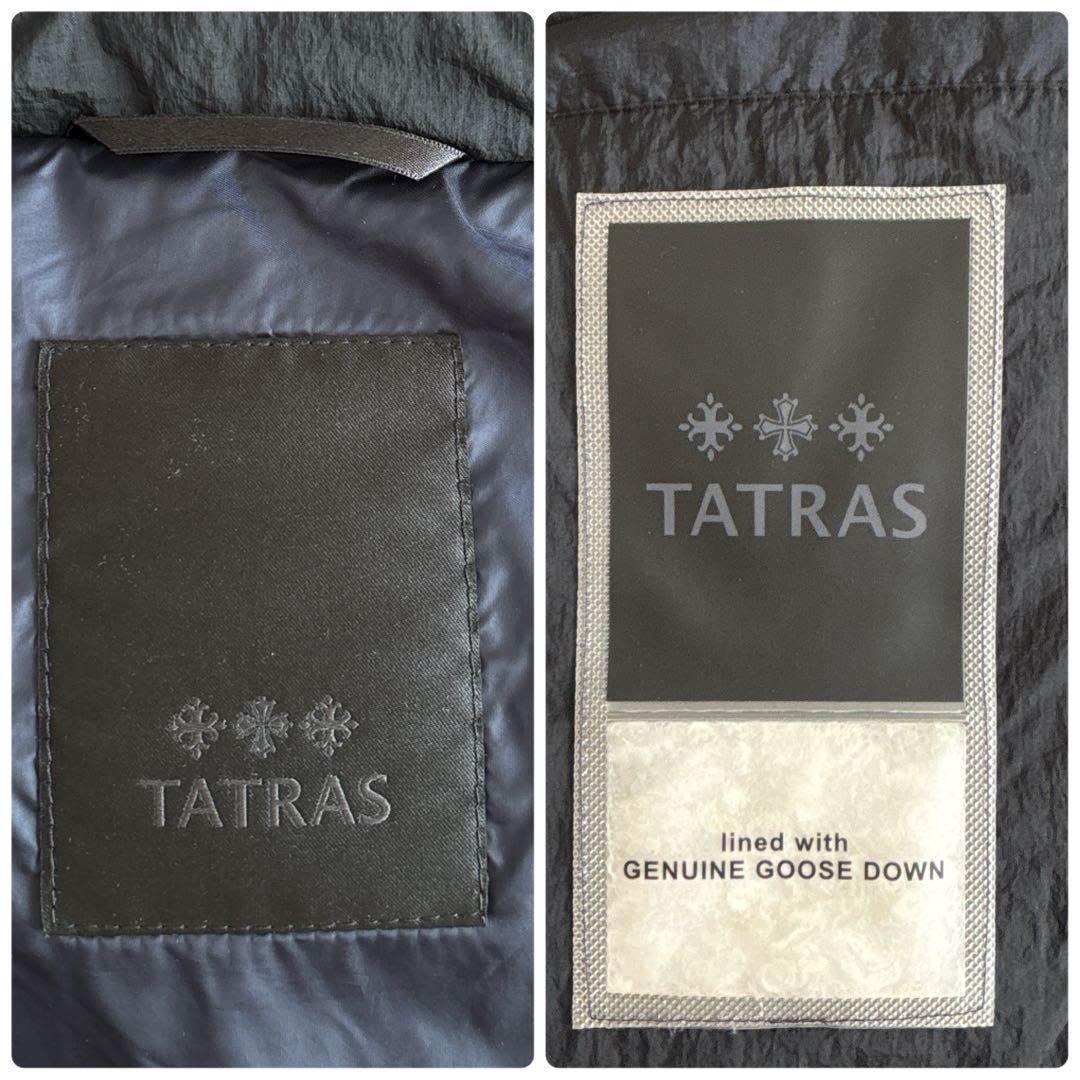 TATRAS
TATRAS
lined with
GENUINE GOOSE DOWN